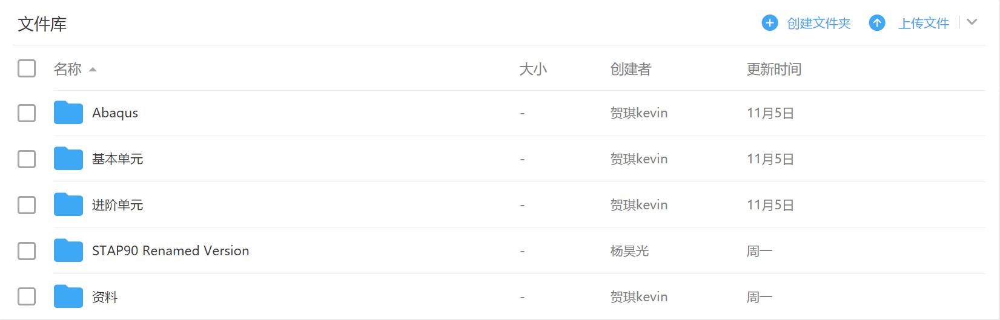 文件库 创建文件夹 上传文件
名称 大小 创建者 更新时间
Abaqus - 贺琪kevin 11月5日
基本单元 - 贺琪kevin 11月5日
进阶单元 - 贺琪kevin 11月5日
STAP90 Renamed Version - 杨昊光 周一
资料 - 贺琪kevin 周一